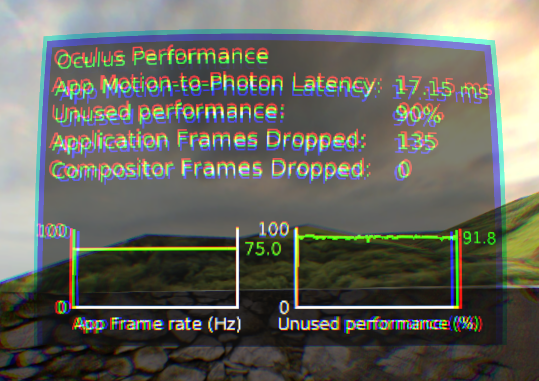 Oculus Performance
App Motion-to-Photon Latency: 17.15 ms
Unused performance: 90%
Application Frames Dropped: 135
Compositor Frames Dropped: 0
100
75.0
0
App Frame rate (Hz)
100
91.8
0
Unused performance (%)